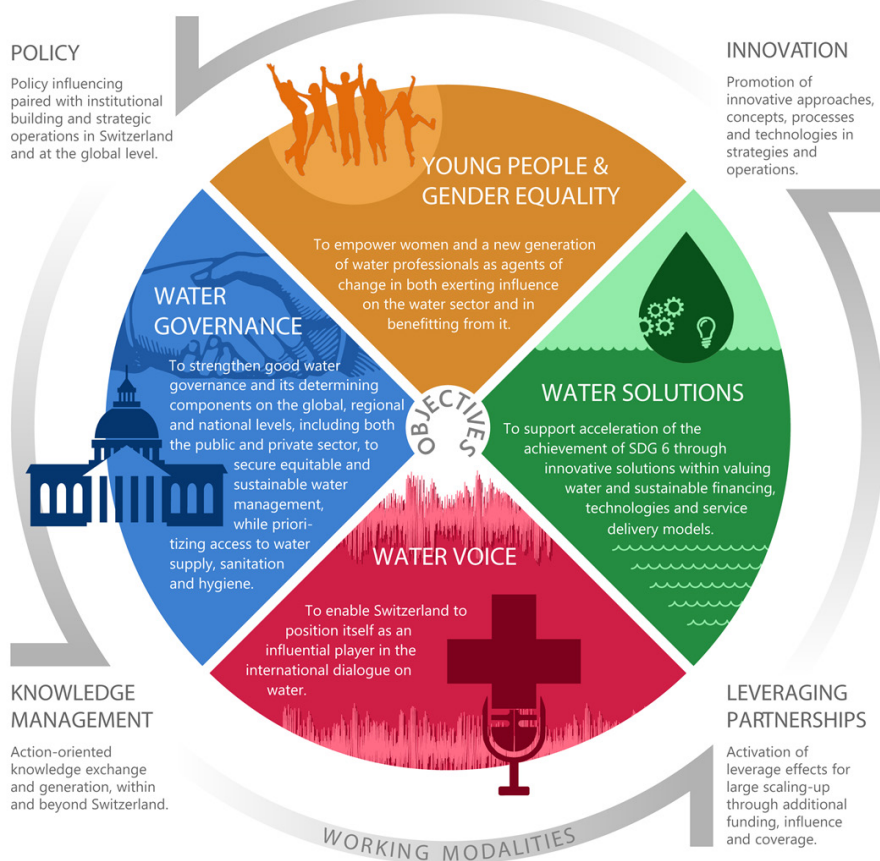 POLICY
Policy influencing
paired with institutional
building and strategic
operations in Switzerland
and at the global level.
INNOVATION
Promotion of
innovative approaches,
concepts, processes
and technologies in
strategies and
operations.
YOUNG PEOPLE &
GENDER EQUALITY
To empower women and a new generation
of water professionals as agents of
change in both exerting influence
on the water sector and in
benefitting from it.
WATER
GOVERNANCE
To strengthen good water
governance and its determining
components on the global, regional
and national levels, including both
the public and private sector, to
secure equitable and
sustainable water
management,
while priori-
tizing access to water
supply, sanitation
and hygiene.
OBJECTIVES
WATER SOLUTIONS
To support acceleration of the
achievement of SDG 6 through
innovative solutions within valuing
water and sustainable financing,
technologies and service
delivery models.
WATER VOICE
To enable Switzerland to
position itself as an
influential player in the
international dialogue on
water.
KNOWLEDGE
MANAGEMENT
Action-oriented
knowledge exchange
and generation, within
and beyond Switzerland.
LEVERAGING
PARTNERSHIPS
Activation of
leverage effects for
large scaling-up
through additional
funding, influence
and coverage.
WORKING MODALITIES